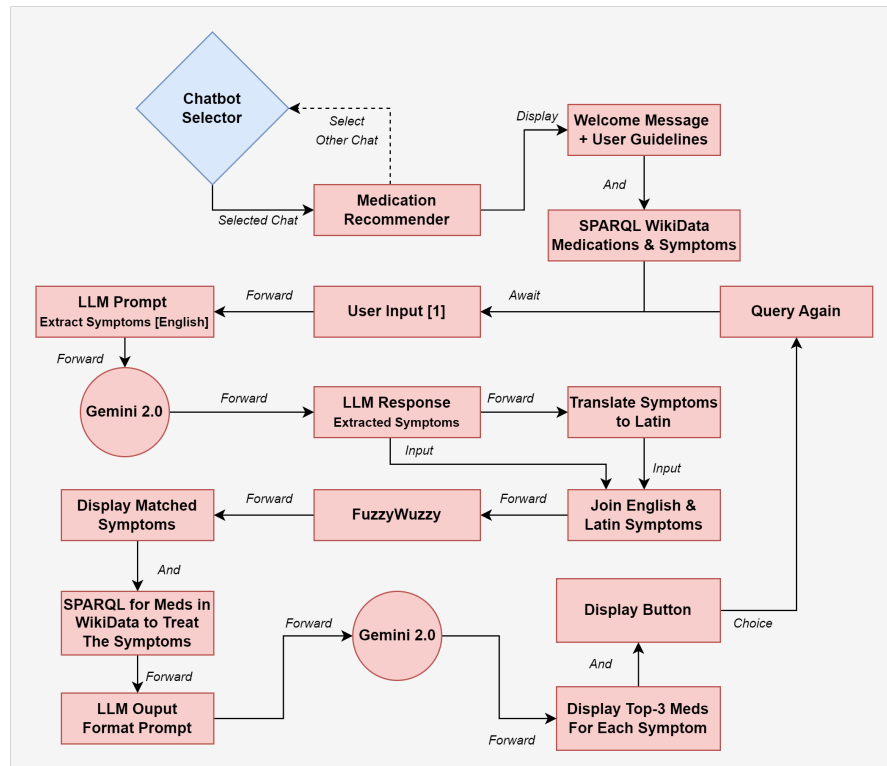 Chatbot
Selector
Select
Other Chat
Selected Chat
Medication
Recommender
Display
Welcome Message
+ User Guidelines
And
SPARQL WikiData
Medications & Symptoms
LLM Prompt
Extract Symptoms [English]
Forward
User Input [1]
Await
Query Again
Forward
Gemini 2.0
Forward
LLM Response
Extracted Symptoms
Forward
Translate Symptoms
to Latin
Input
Input
Display Matched
Symptoms
Forward
FuzzyWuzzy
Forward
Join English &
Latin Symptoms
And
SPARQL for Meds in
WikiData to Treat
The Symptoms
Forward
LLM Ouput
Format Prompt
Forward
Gemini 2.0
Forward
Display Top-3 Meds
For Each Symptom
And
Display Button
Choice